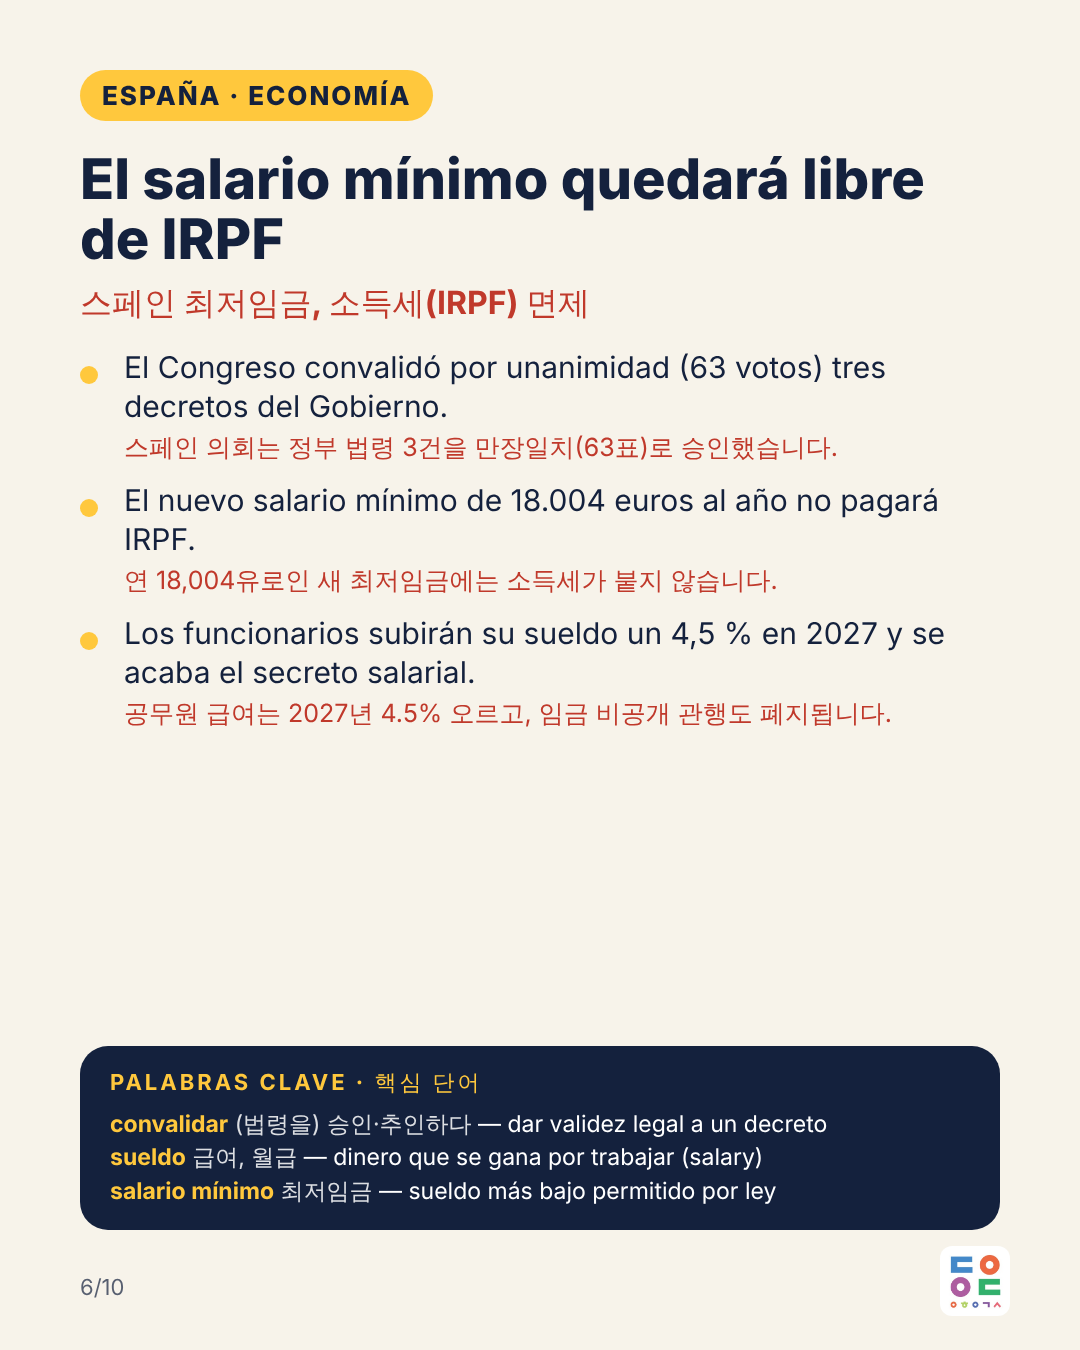 ESPAÑA · ECONOMÍA
El salario mínimo quedará libre
de IRPF
스페인 최저임금, 소득세(IRPF) 면제
El Congreso convalidó por unanimidad (63 votos) tres
decretos del Gobierno.
스페인 의회는 정부 법령 3건을 만장일치(63표)로 승인했습니다.
El nuevo salario mínimo de 18.004 euros al año no pagará
IRPF.
연 18,004유로인 새 최저임금에는 소득세가 붙지 않습니다.
Los funcionarios subirán su sueldo un 4,5 % en 2027 y se
acaba el secreto salarial.
공무원 급여는 2027년 4.5% 오르고, 임금 비공개 관행도 폐지됩니다.
PALABRAS CLAVE · 핵심 단어
convalidar (법령을) 승인·추인하다 — dar validez legal a un decreto
sueldo 급여, 월급 — dinero que se gana por trabajar (salary)
salario mínimo 최저임금 — sueldo más bajo permitido por ley
6/10